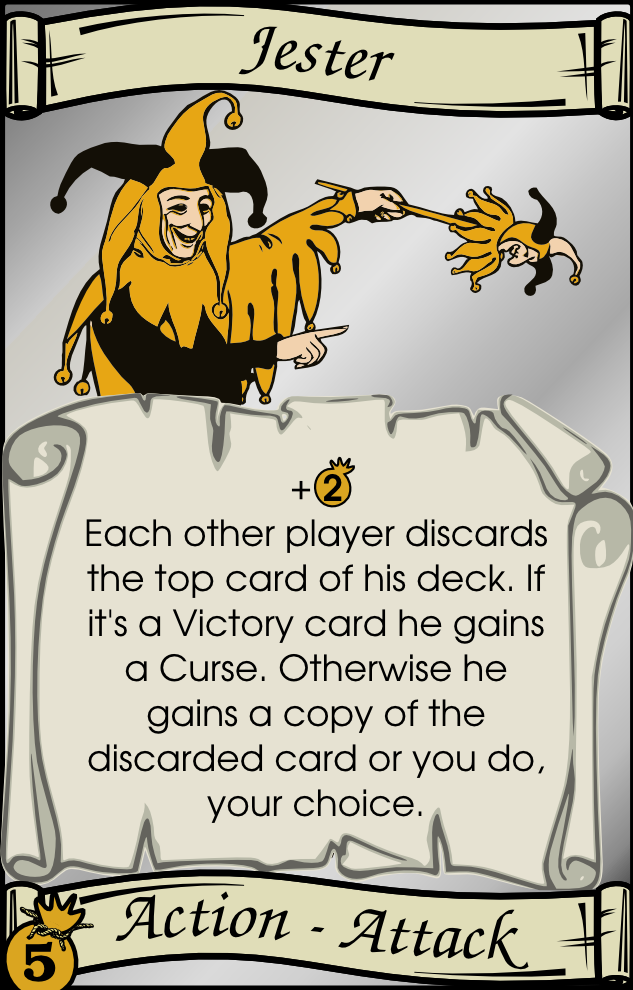 Jester
+2
Each other player discards
the top card of his deck. If
it's a Victory card he gains
a Curse. Otherwise he
gains a copy of the
discarded card or you do,
your choice.
Action - Attack
5